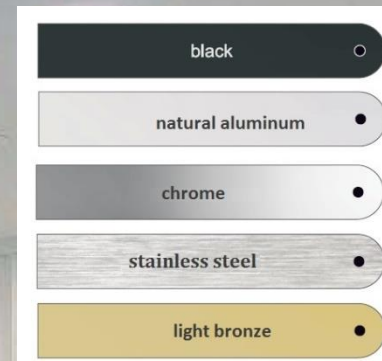 black
natural aluminum
chrome
stainless steel
light bronze